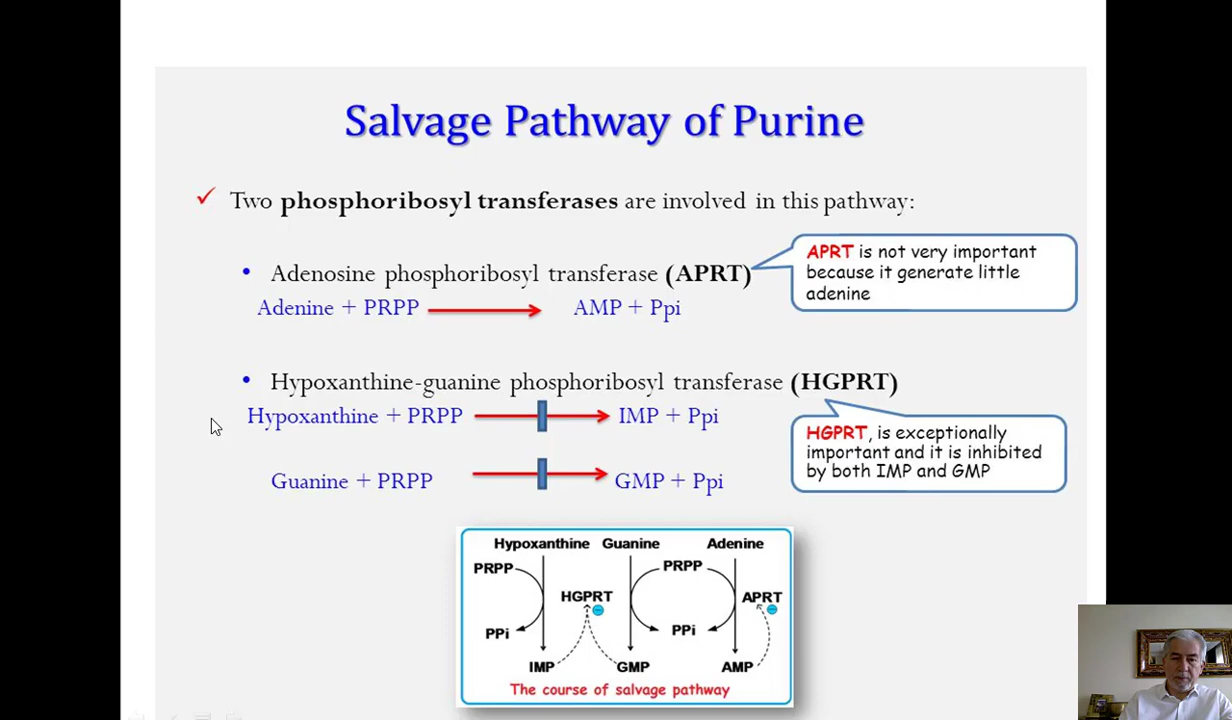 Salvage Pathway of Purine
Two phosphoribosyl transferases are involved in this pathway:
Adenosine phosphoribosyl transferase (APRT)
APRT is not very important
because it generate little
adenine
Adenine + PRPP AMP + Ppi
Hypoxanthine-guanine phosphoribosyl transferase (HGPRT)
Hypoxanthine + PRPP IMP + Ppi
HGPRT, is exceptionally
important and it is inhibited
by both IMP and GMP
Guanine + PRPP GMP + Ppi
Hypoxanthine Guanine Adenine
PRPP PRPP
HGPRT APRT
PPi PPi
IMP GMP AMP
The course of salvage pathway